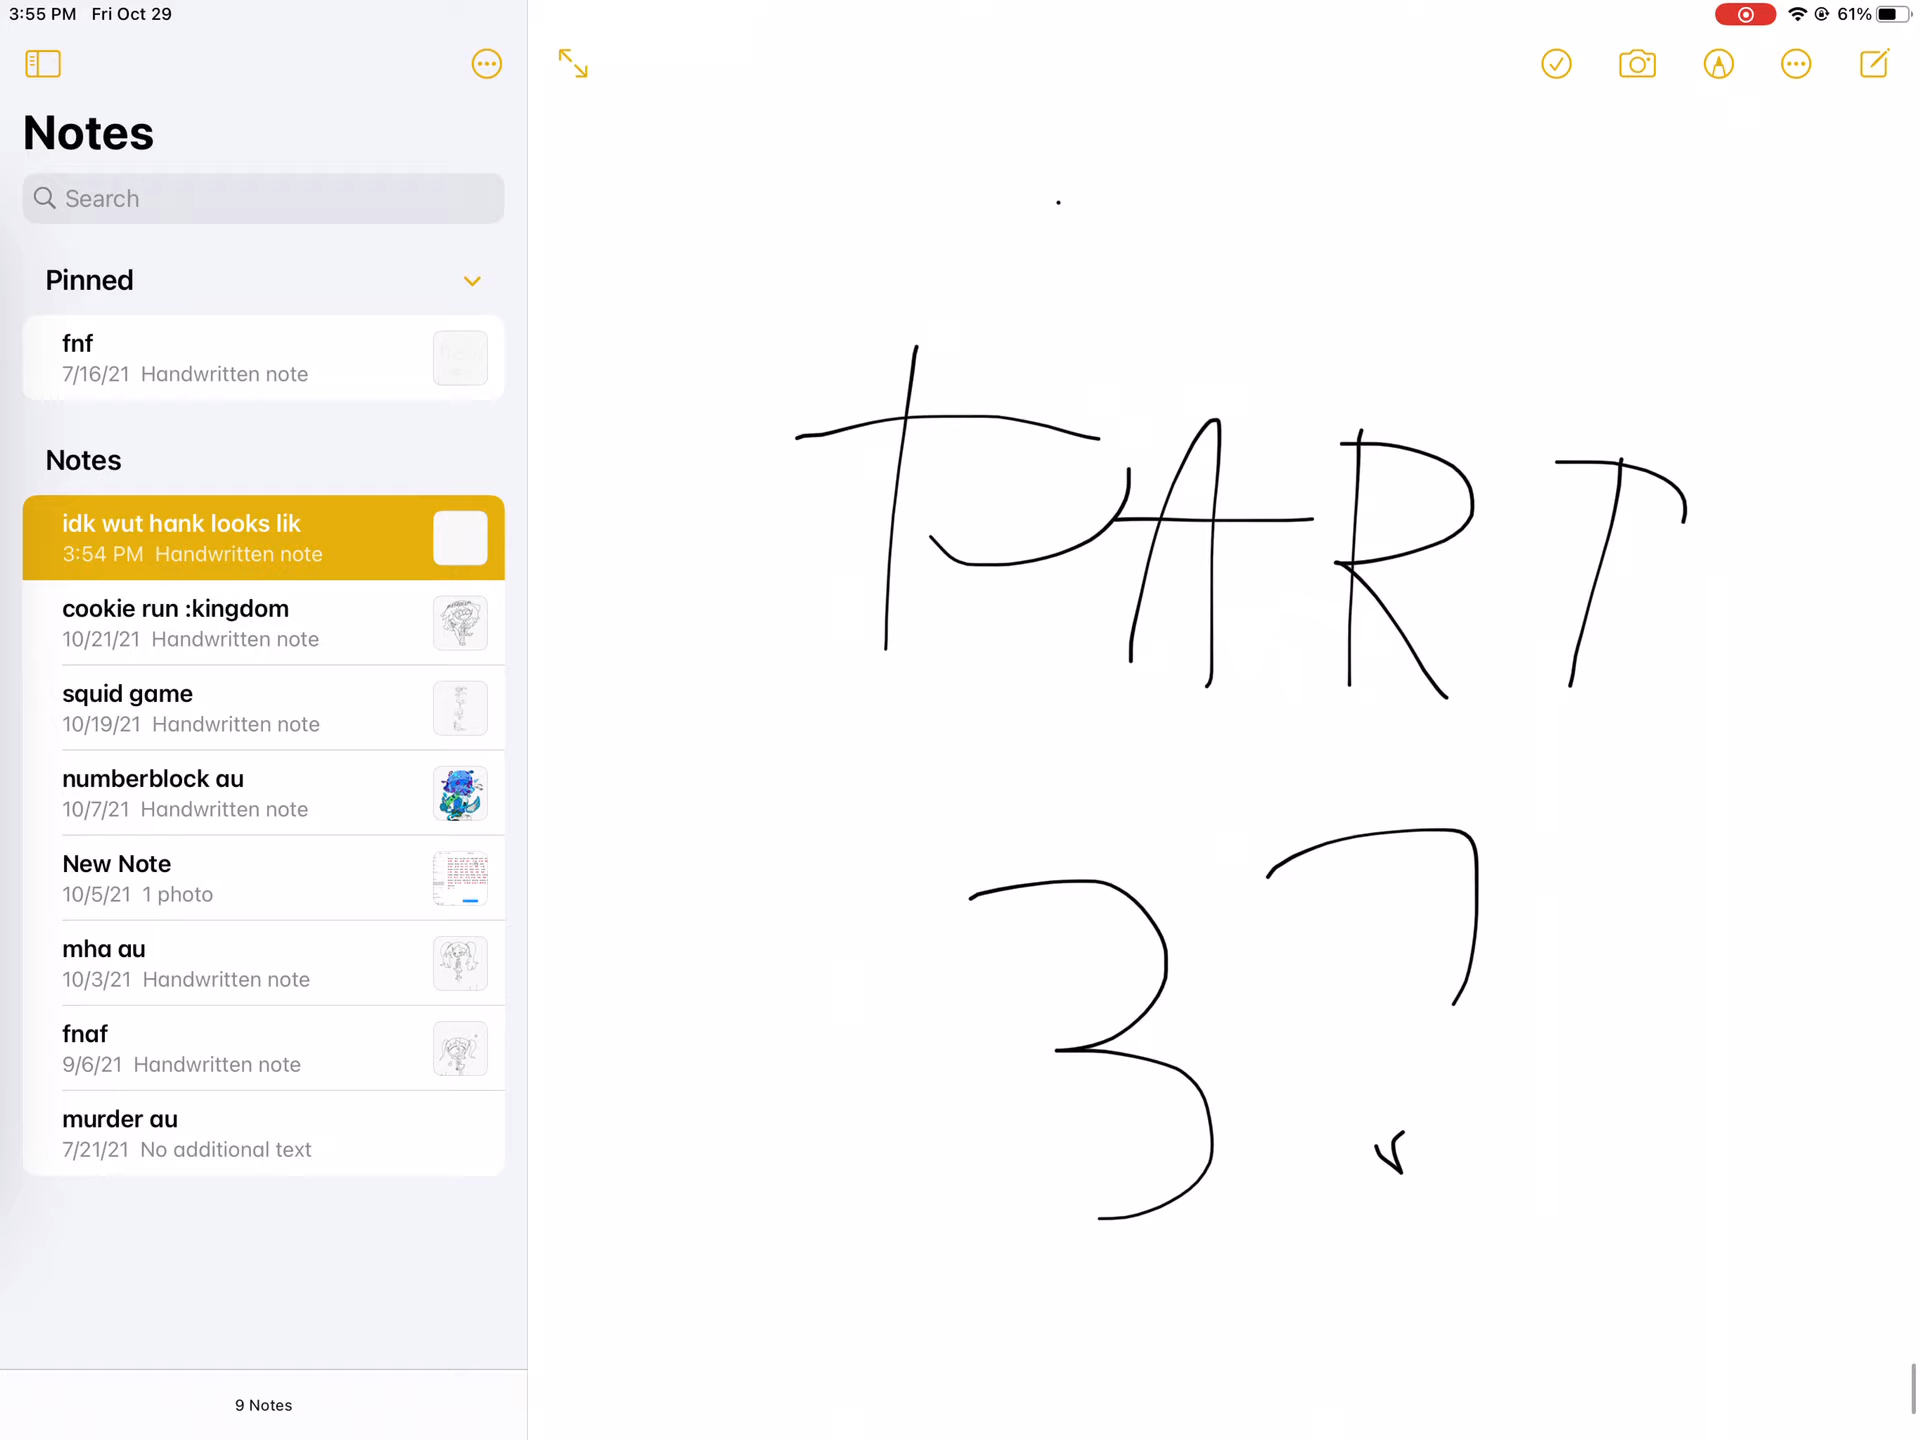 3:55 PM Fri Oct 29
61%
Notes
Search
Pinned
fnf
7/16/21 Handwritten note
Notes
idk wut hank looks lik
3:54 PM Handwritten note
cookie run :kingdom
10/21/21 Handwritten note
squid game
10/19/21 Handwritten note
numberblock au
10/7/21 Handwritten note
New Note
10/5/21 1 photo
mha au
10/3/21 Handwritten note
fnaf
9/6/21 Handwritten note
murder au
7/21/21 No additional text
9 Notes
PART
3?